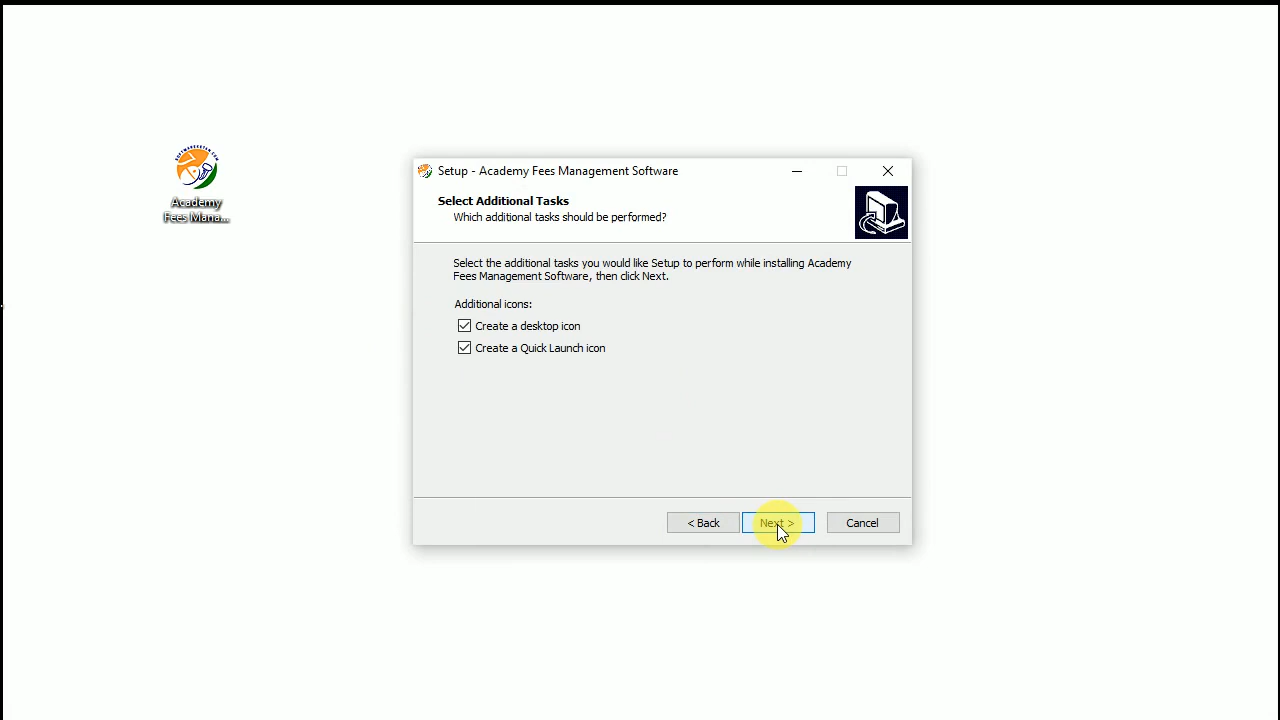 Academy
Fees Mana...
Setup - Academy Fees Management Software
Select Additional Tasks
Which additional tasks should be performed?
Select the additional tasks you would like Setup to perform while installing Academy
Fees Management Software, then click Next.
Additional icons:
Create a desktop icon
Create a Quick Launch icon
< Back
Next >
Cancel